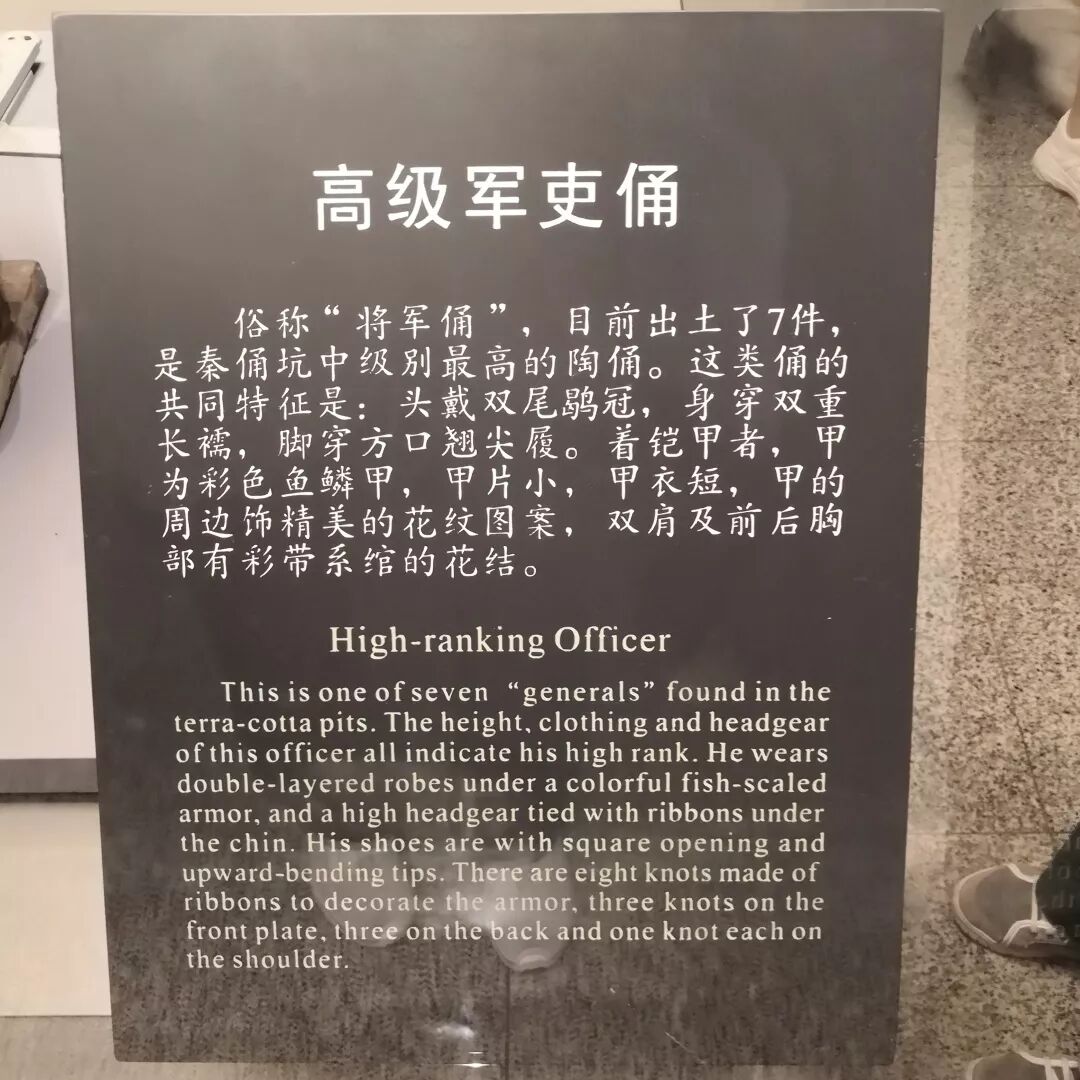 高级军吏俑
俗称“将军俑”，目前出土了7件，
是秦俑坑中级别最高的陶俑。这类俑的
共同特征是：头戴双尾鹖冠，身穿双重
长襦，脚穿方口翘尖履。着铠甲者，甲
为彩色鱼鳞甲，甲片小，甲衣短，甲的
周边饰精美的花纹图案，双肩及前后胸
部有彩带系绾的花结。
High-ranking Officer
This is one of seven “generals” found in the
terra-cotta pits. The height, clothing and headgear
of this officer all indicate his high rank. He wears
double-layered robes under a colorful fish-scaled
armor, and a high headgear tied with ribbons under
the chin. His shoes are with square opening and
upward-bending tips. There are eight knots made of
ribbons to decorate the armor, three knots on the
front plate, three on the back and one knot each on
the shoulder.